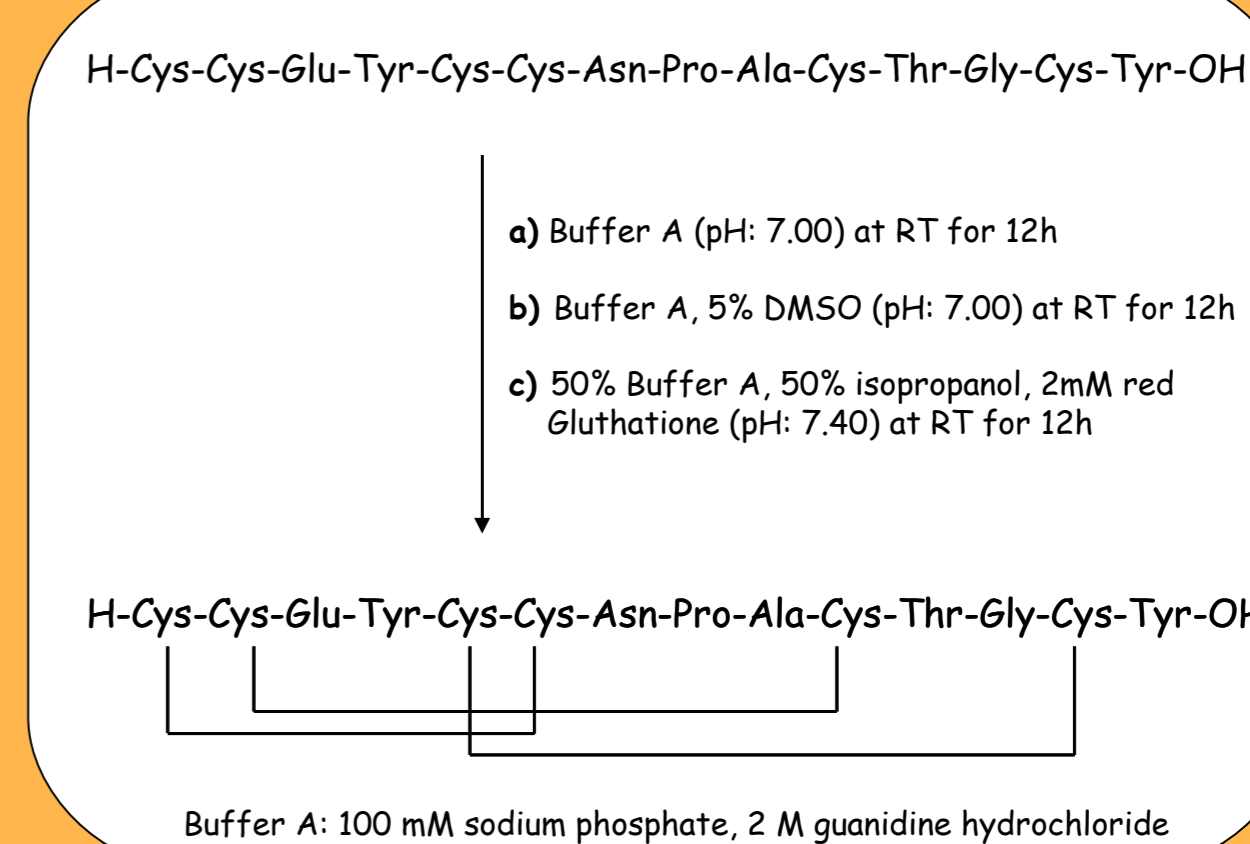 H-Cys-Cys-Glu-Tyr-Cys-Cys-Asn-Pro-Ala-Cys-Thr-Gly-Cys-Tyr-OH
a) Buffer A (pH: 7.00) at RT for 12h
b) Buffer A, 5% DMSO (pH: 7.00) at RT for 12h
c) 50% Buffer A, 50% isopropanol, 2mM red
Gluthatione (pH: 7.40) at RT for 12h
H-Cys-Cys-Glu-Tyr-Cys-Cys-Asn-Pro-Ala-Cys-Thr-Gly-Cys-Tyr-OH
Buffer A: 100 mM sodium phosphate, 2 M guanidine hydrochloride